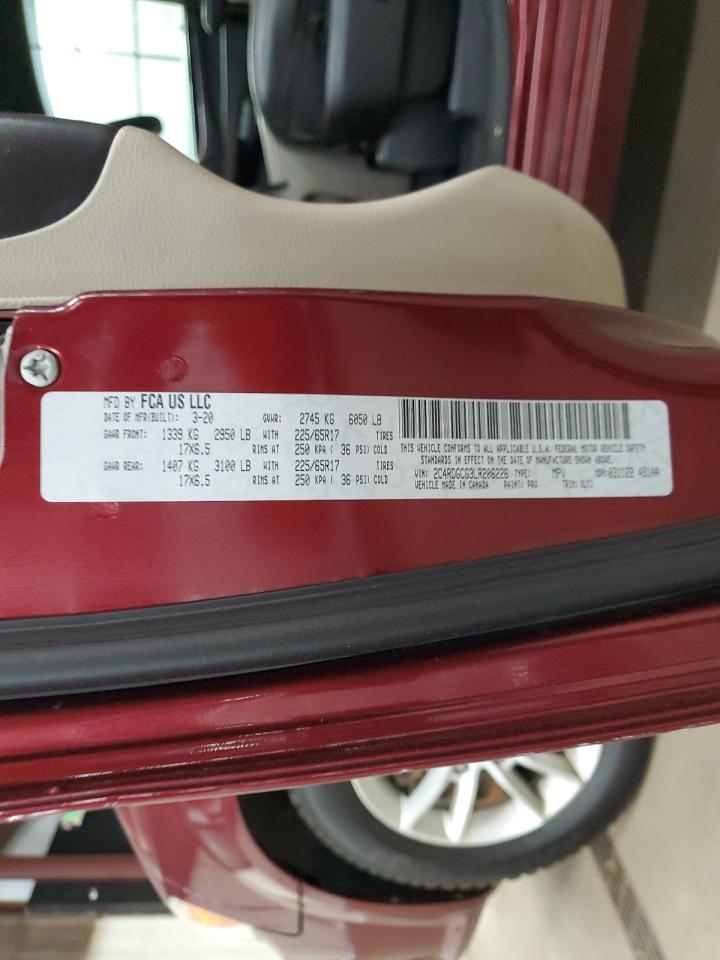 MFD BY FCA US LLC
DATE OF MFR(BUILT): 3-20 GVWR: 2745 KG 6050 LB
GAWR FRONT: 1339 KG 2950 LB WITH 225/65R17 TIRES
17X6.5 RIMS AT 250 KPA ( 36 PSI) COLD
GAWR REAR: 1407 KG 3100 LB WITH 225/65R17 TIRES
17X6.5 RIMS AT 250 KPA ( 36 PSI) COLD
THIS VEHICLE CONFORMS TO ALL APPLICABLE U.S.A. FEDERAL MOTOR VEHICLE SAFETY
STANDARDS IN EFFECT ON THE DATE OF MANUFACTURE SHOWN ABOVE.
VIN: 2C4RDGCG3LR206226 TYPE: MPV MDH:031122 491AA
VEHICLE MADE IN CANADA PAINT: PRV TRIM: